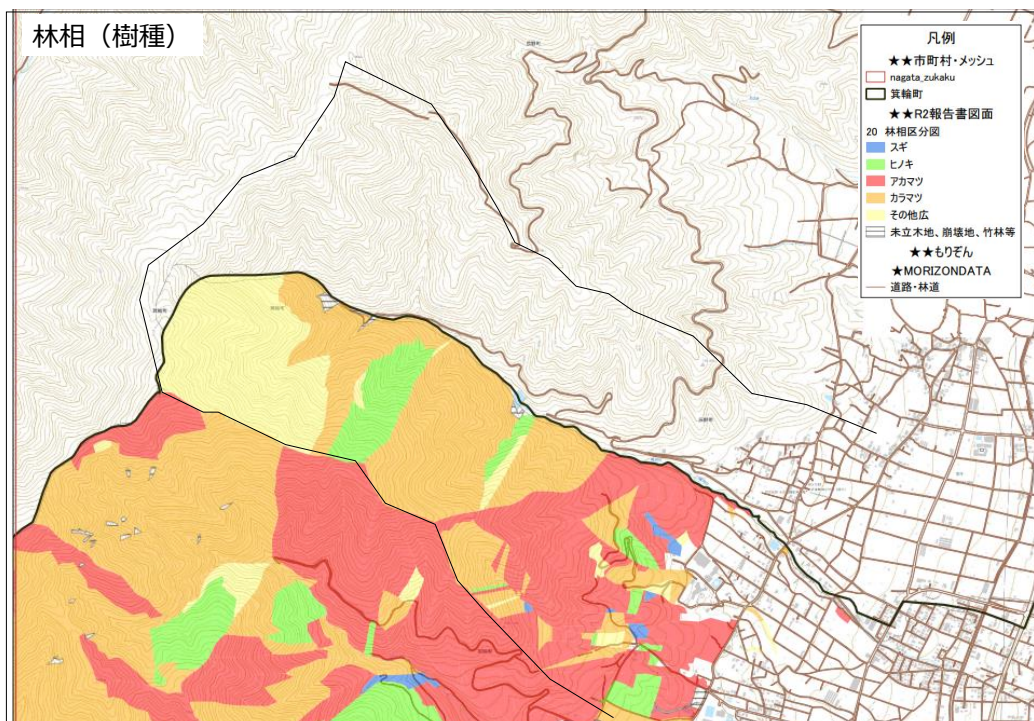 林相（樹種）
凡例
★★市町村・メッシュ
nagata_zukaku
箕輪町
★★R2報告書図面
20 林相区分図
スギ
ヒノキ
アカマツ
カラマツ
その他広
未立木地、崩壊地、竹林等
★★もりぞん
★MORIZONDATA
道路・林道